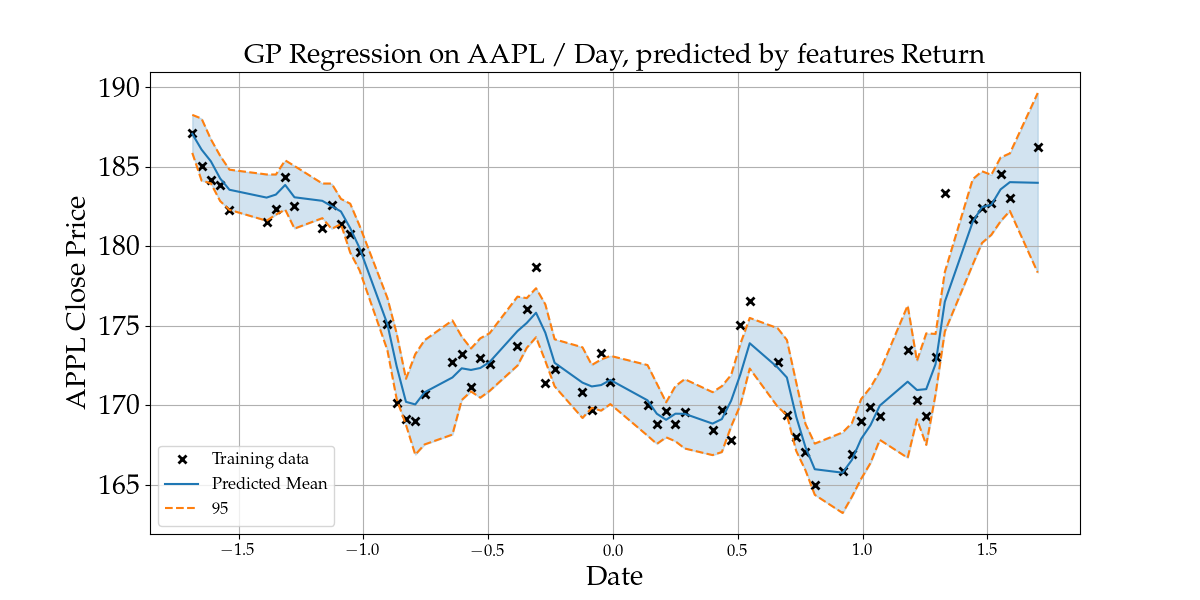 GP Regression on AAPL / Day, predicted by features Return
190
185
180
175
170
165
APPL Close Price
Training data
Predicted Mean
95
−1.5 −1.0 −0.5 0.0 0.5 1.0 1.5
Date